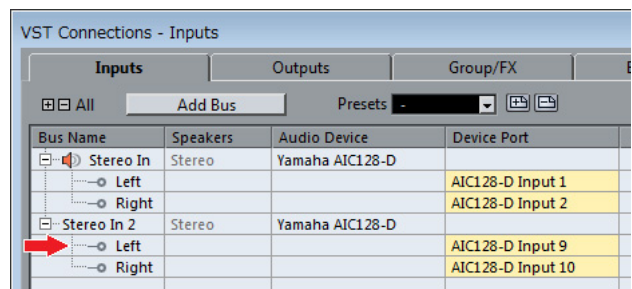 VST Connections - Inputs
Inputs Outputs Group/FX E
All Add Bus Presets -
Bus Name Speakers Audio Device Device Port
Stereo In Stereo Yamaha AIC128-D
Left AIC128-D Input 1
Right AIC128-D Input 2
Stereo In 2 Stereo Yamaha AIC128-D
Left AIC128-D Input 9
Right AIC128-D Input 10